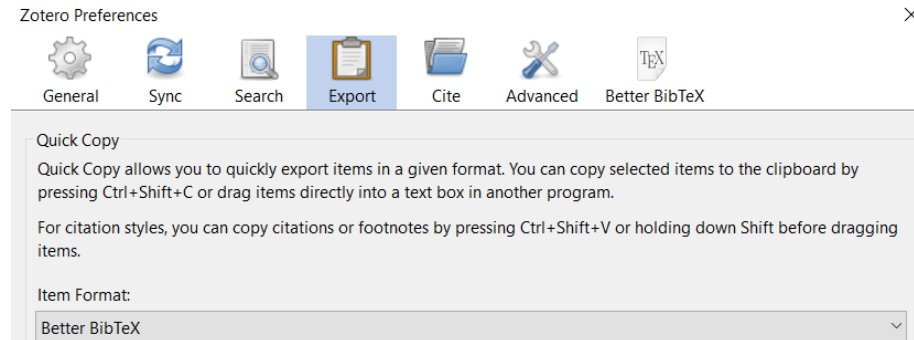 Zotero Preferences
General Sync Search Export Cite Advanced Better BibTeX
Quick Copy
Quick Copy allows you to quickly export items in a given format. You can copy selected items to the clipboard by
pressing Ctrl+Shift+C or drag items directly into a text box in another program.
For citation styles, you can copy citations or footnotes by pressing Ctrl+Shift+V or holding down Shift before dragging
items.
Item Format:
Better BibTeX